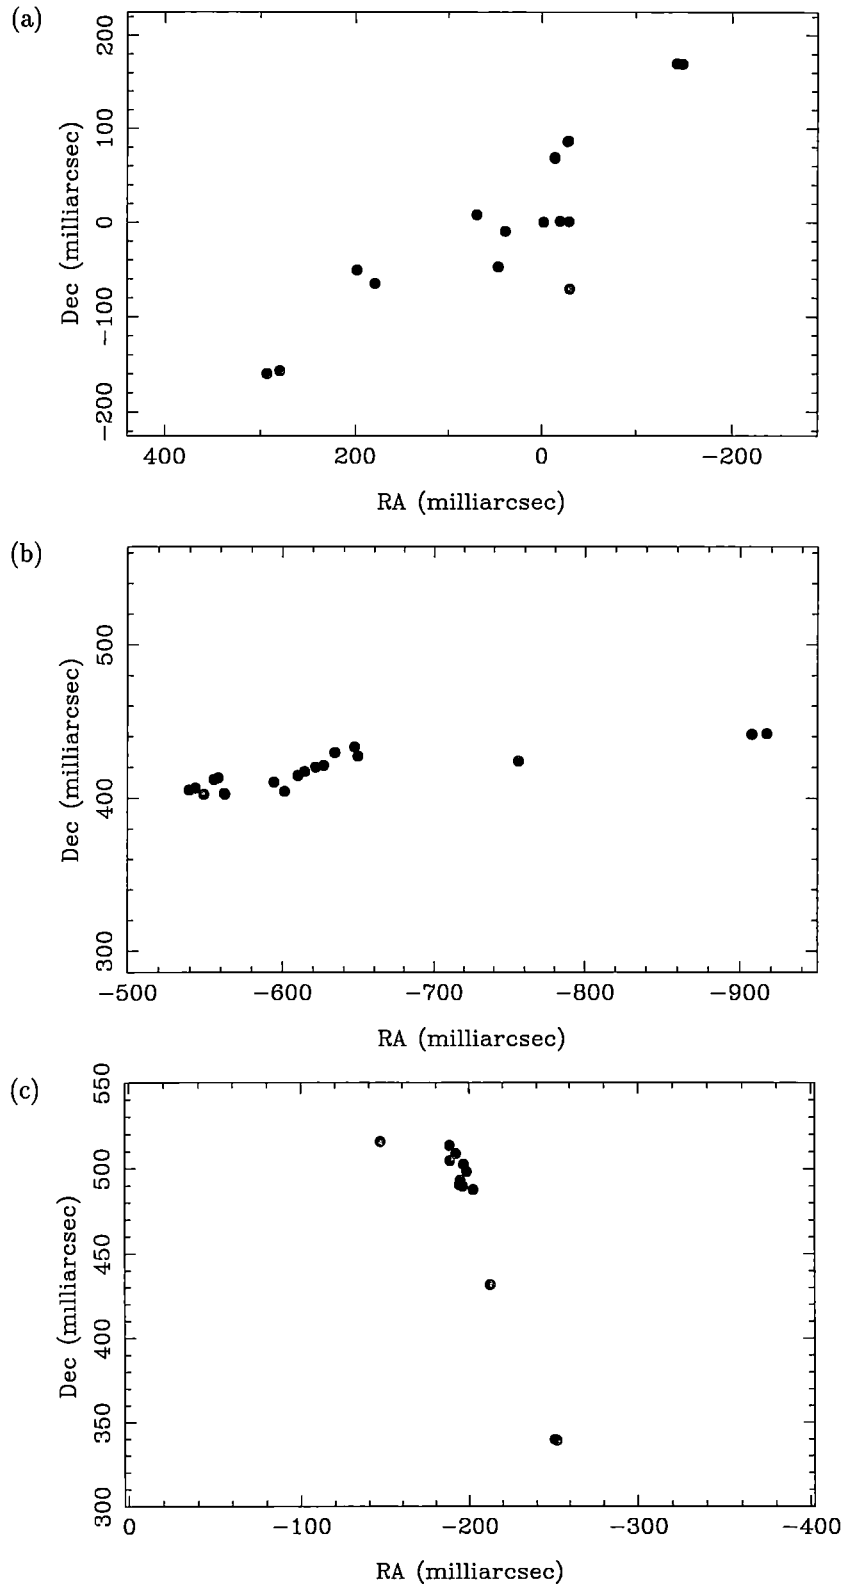 (a)
200
100
0
−100
−200
Dec (milliarcsec)
400 200 0 −200
RA (milliarcsec)
(b)
500
400
300
Dec (milliarcsec)
−500 −600 −700 −800 −900
RA (milliarcsec)
(c)
550
500
450
400
350
300
Dec (milliarcsec)
0 −100 −200 −300 −400
RA (milliarcsec)